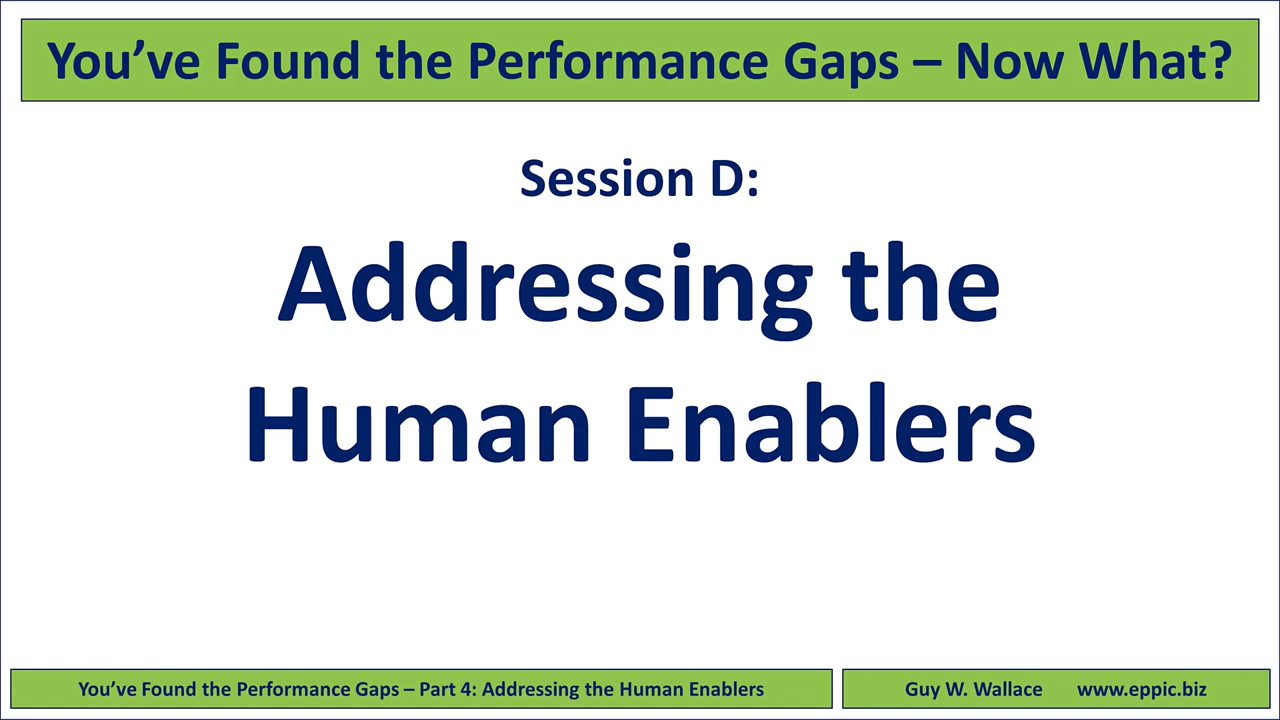 You’ve Found the Performance Gaps – Now What?
Session D:
Addressing the
Human Enablers
You’ve Found the Performance Gaps – Part 4: Addressing the Human Enablers
Guy W. Wallace www.eppic.biz